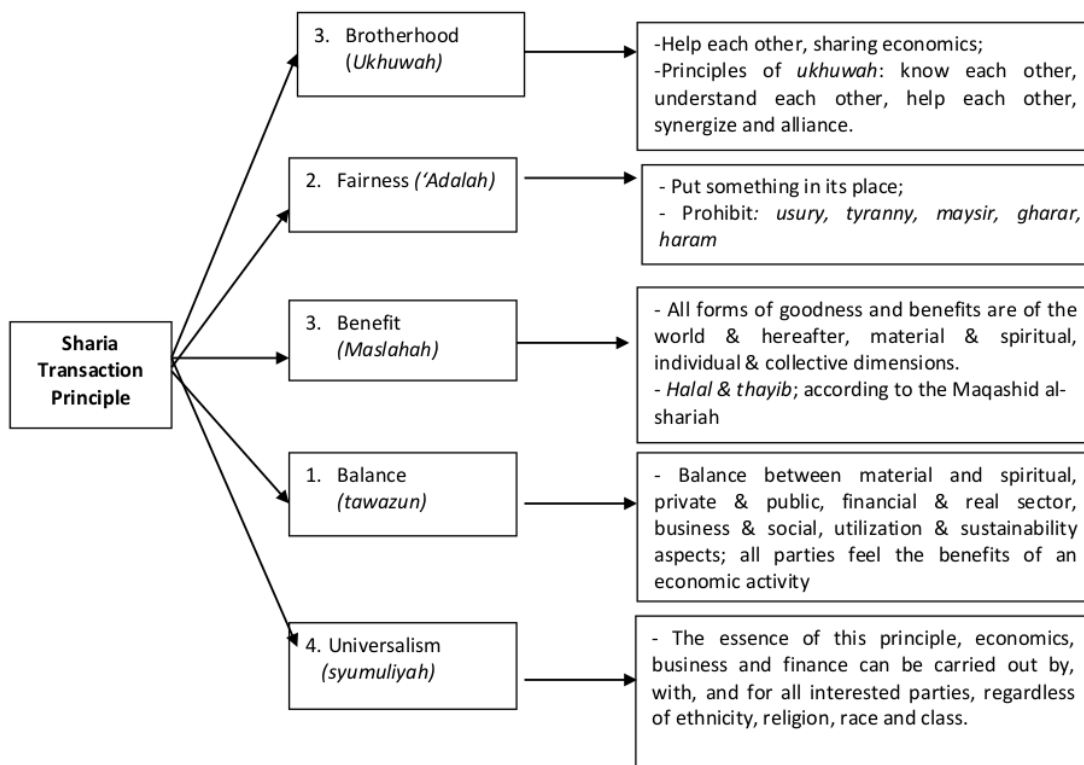 Sharia
Transaction
Principle
3. Brotherhood
(Ukhuwah)
-Help each other, sharing economics;
-Principles of ukhuwah: know each other,
understand each other, help each other,
synergize and alliance.
2. Fairness (‘Adalah)
- Put something in its place;
- Prohibit: usury, tyranny, maysir, gharar,
haram
3. Benefit
(Maslahah)
- All forms of goodness and benefits are of the
world & hereafter, material & spiritual,
individual & collective dimensions.
- Halal & thayib; according to the Maqashid al-
shariah
1. Balance
(tawazun)
- Balance between material and spiritual,
private & public, financial & real sector,
business & social, utilization & sustainability
aspects; all parties feel the benefits of an
economic activity
4. Universalism
(syumuliyah)
- The essence of this principle, economics,
business and finance can be carried out by,
with, and for all interested parties, regardless
of ethnicity, religion, race and class.